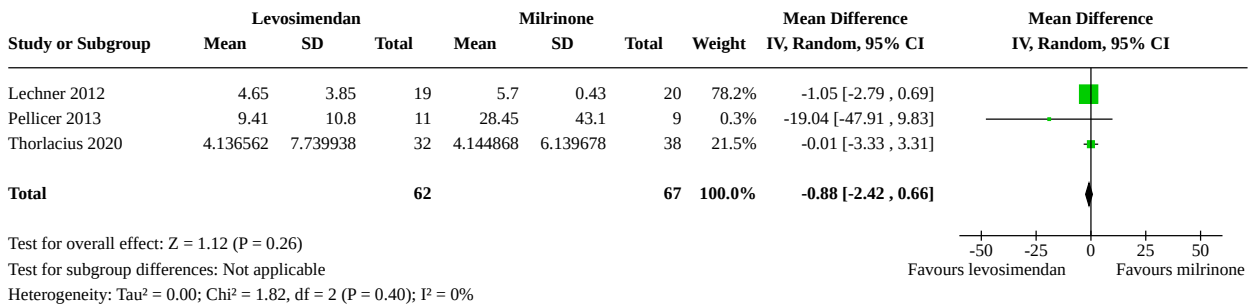 Levosimendan Milrinone Mean Difference Mean Difference
Study or Subgroup Mean SD Total Mean SD Total Weight IV, Random, 95% CI IV, Random, 95% CI
Lechner 2012 4.65 3.85 19 5.7 0.43 20 78.2% -1.05 [-2.79 , 0.69]
Pellicer 2013 9.41 10.8 11 28.45 43.1 9 0.3% -19.04 [-47.91 , 9.83]
Thorlacius 2020 4.136562 7.739938 32 4.144868 6.139678 38 21.5% -0.01 [-3.33 , 3.31]
Total 62 67 100.0% -0.88 [-2.42 , 0.66]
Test for overall effect: Z = 1.12 (P = 0.26)
-50 -25 0 25 50
Test for subgroup differences: Not applicable
Favours levosimendan Favours milrinone
Heterogeneity: Tau² = 0.00; Chi² = 1.82, df = 2 (P = 0.40); I² = 0%